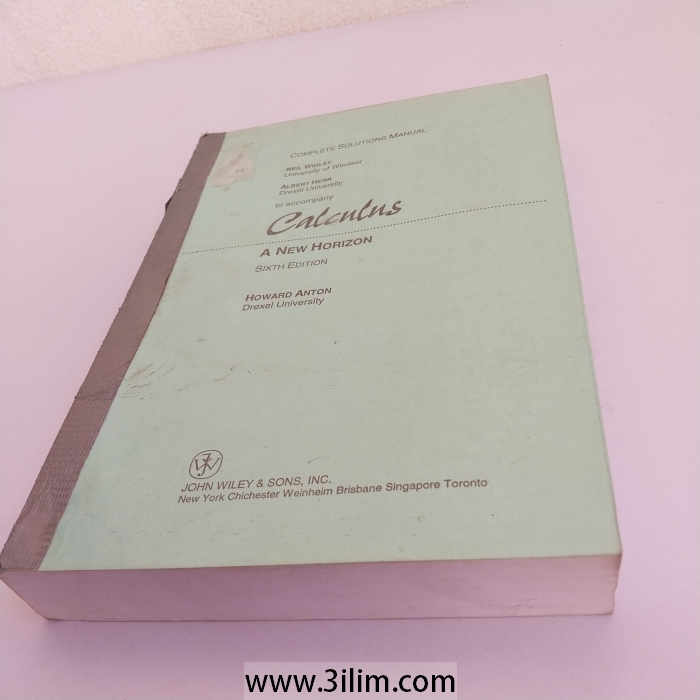 COMPLETE SOLUTIONS MANUAL
NEIL WIGLEY
University of Windsor
ALBERT HERR
Drexel University
to accompany
Calculus
A NEW HORIZON
SIXTH EDITION
HOWARD ANTON
Drexel University
JOHN WILEY & SONS, INC.
New York Chichester Weinheim Brisbane Singapore Toronto
www.3ilim.com